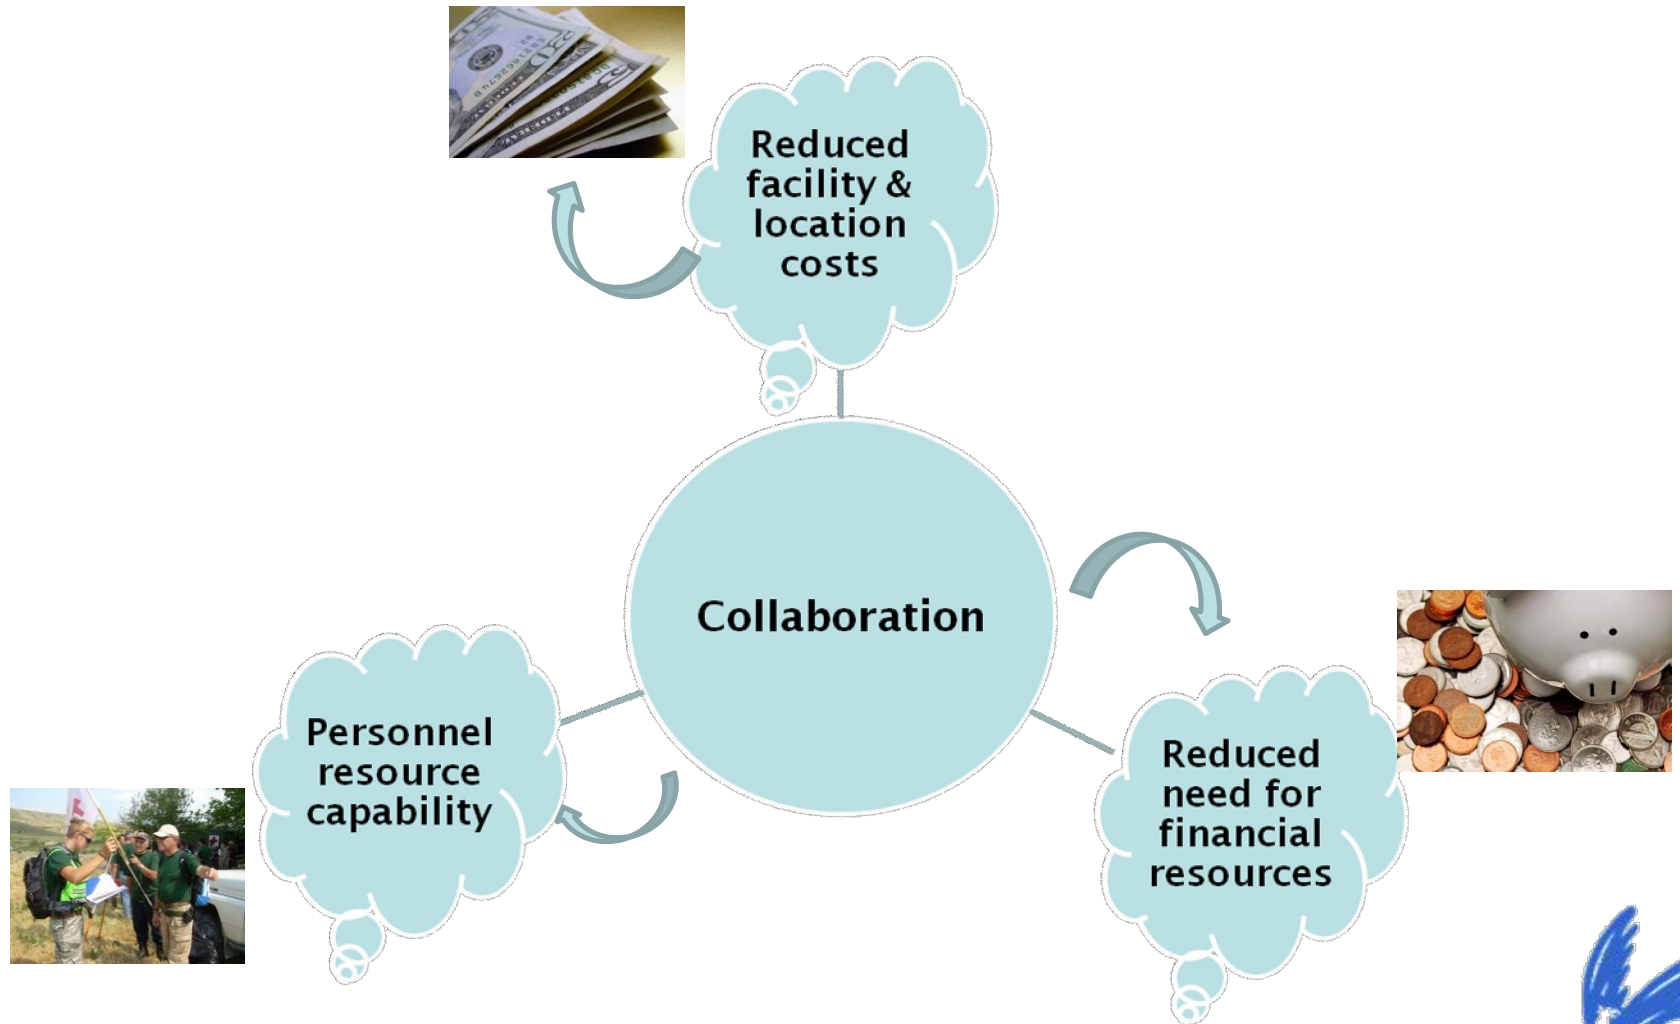 Reduced
facility &
location
costs
Collaboration
Personnel
resource
capability
Reduced
need for
financial
resources